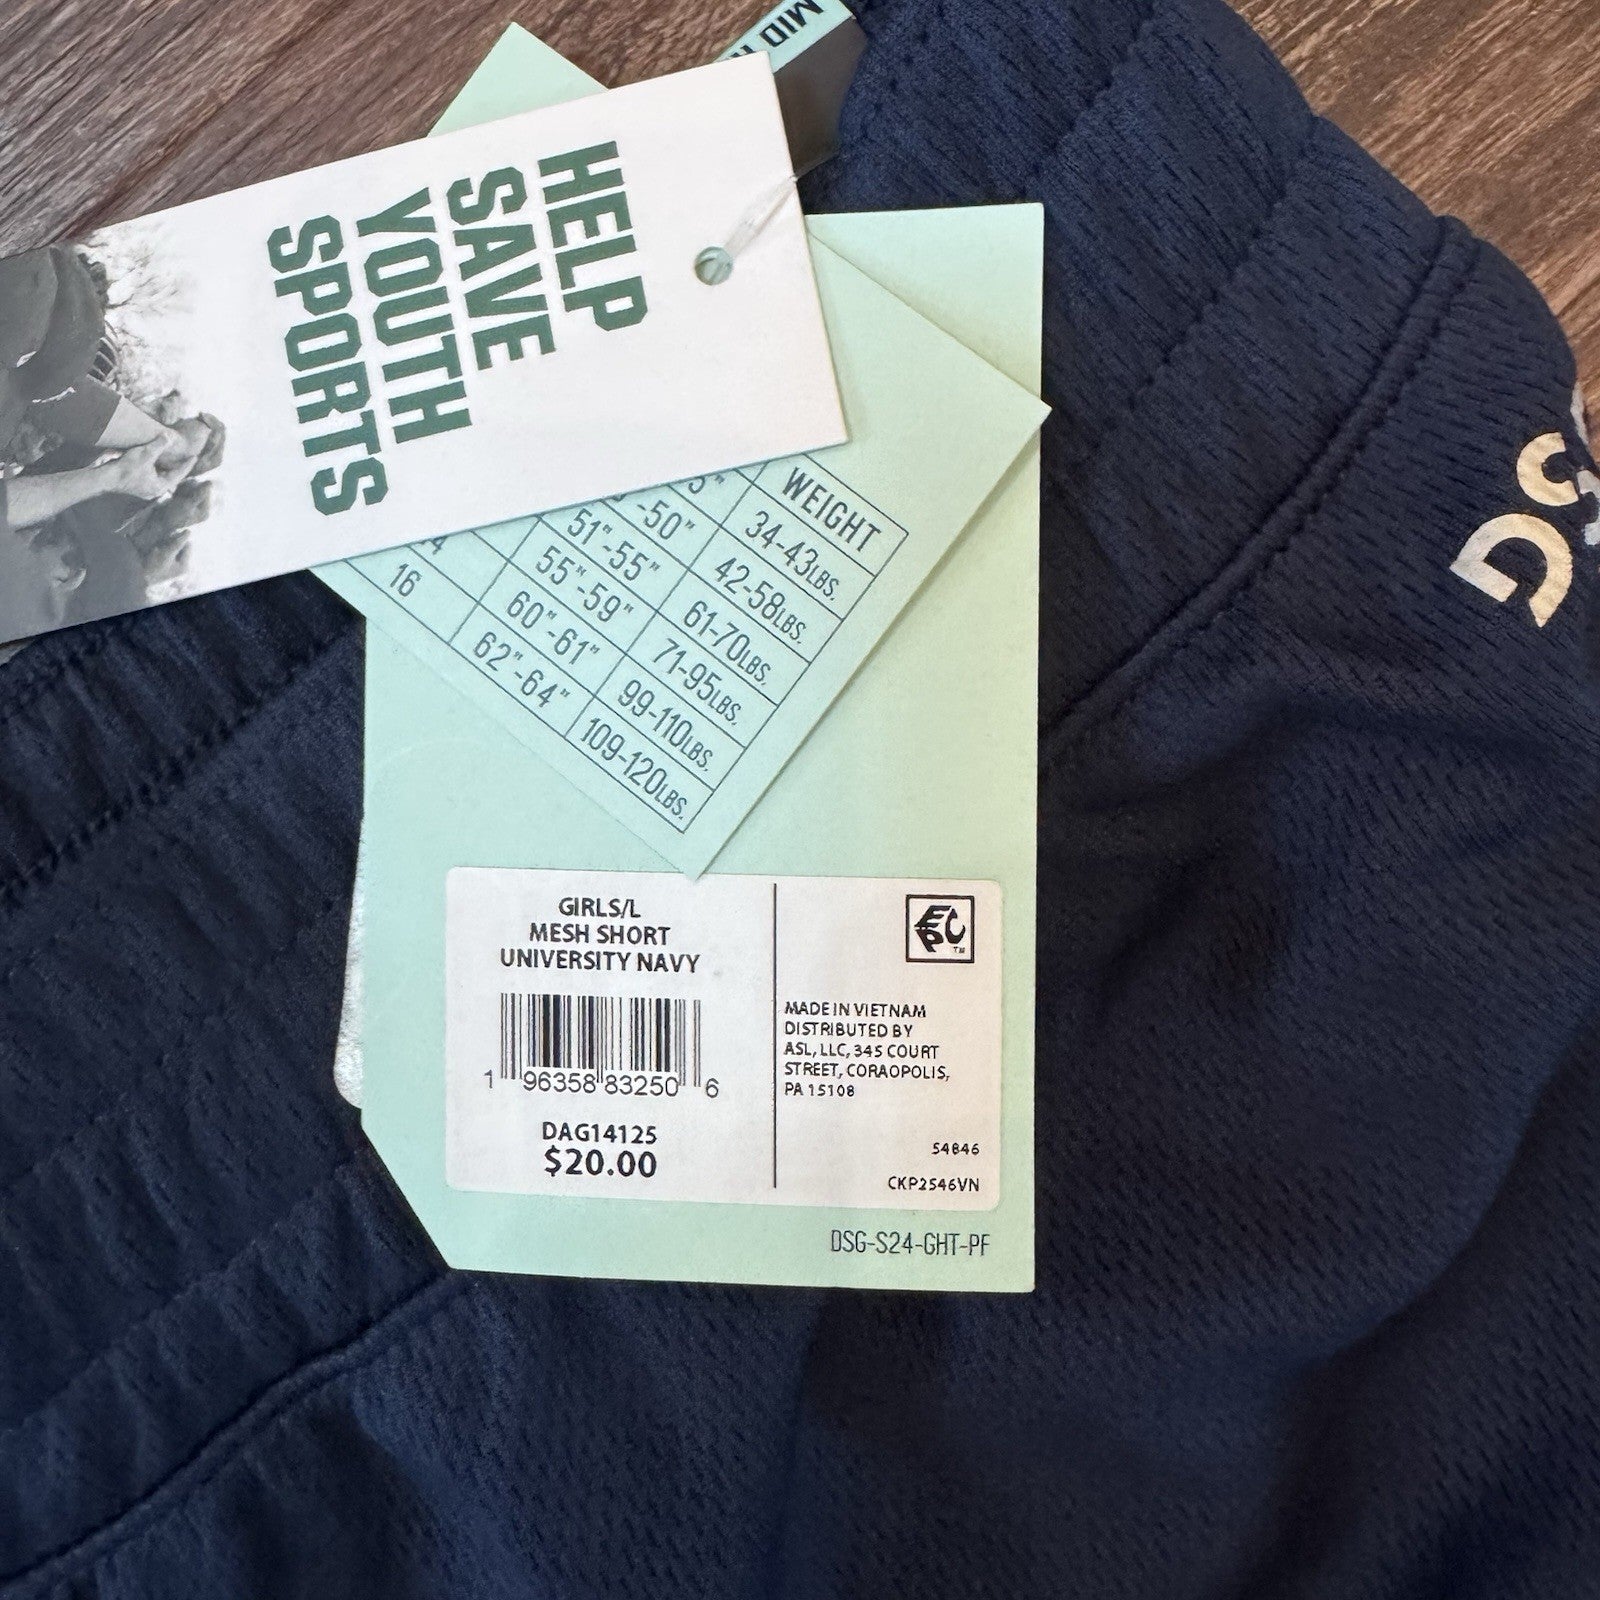 MID
HELP
SAVE
YOUTH
SPORTS
WEIGHT
34-43LBS.
-50" 42-58LBS.
51"-55" 61-70LBS.
55"-59" 71-95LBS.
60"-61" 99-110LBS.
16 62"-64" 109-120LBS.
DSG
GIRLS/L
MESH SHORT
UNIVERSITY NAVY
1 96358 83250 6
DAG14125
$20.00
EPC
TM
MADE IN VIETNAM
DISTRIBUTED BY
ASL, LLC, 345 COURT
STREET, CORAOPOLIS,
PA 15108
54846
CKP2546VN
DSG-S24-GHT-PF